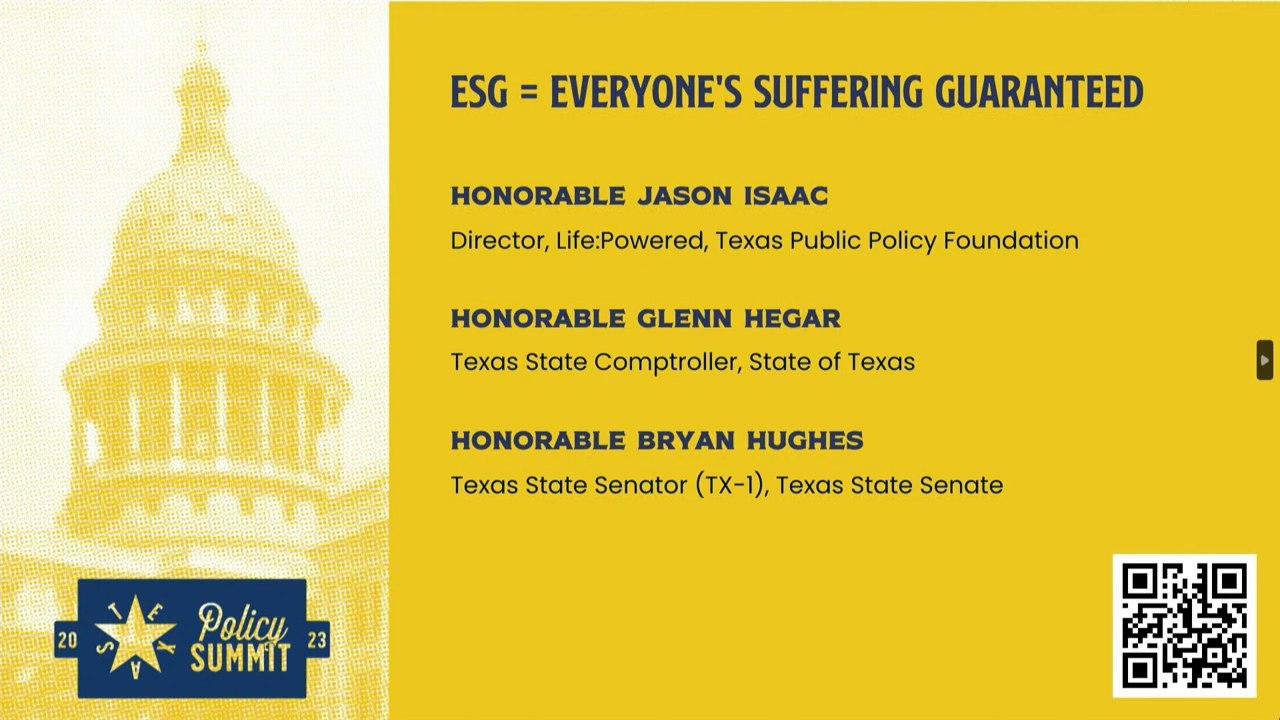 ESG = EVERYONE'S SUFFERING GUARANTEED
HONORABLE JASON ISAAC
Director, Life:Powered, Texas Public Policy Foundation
HONORABLE GLENN HEGAR
Texas State Comptroller, State of Texas
HONORABLE BRYAN HUGHES
Texas State Senator (TX-1), Texas State Senate
TEXAS
20 Policy 23
SUMMIT